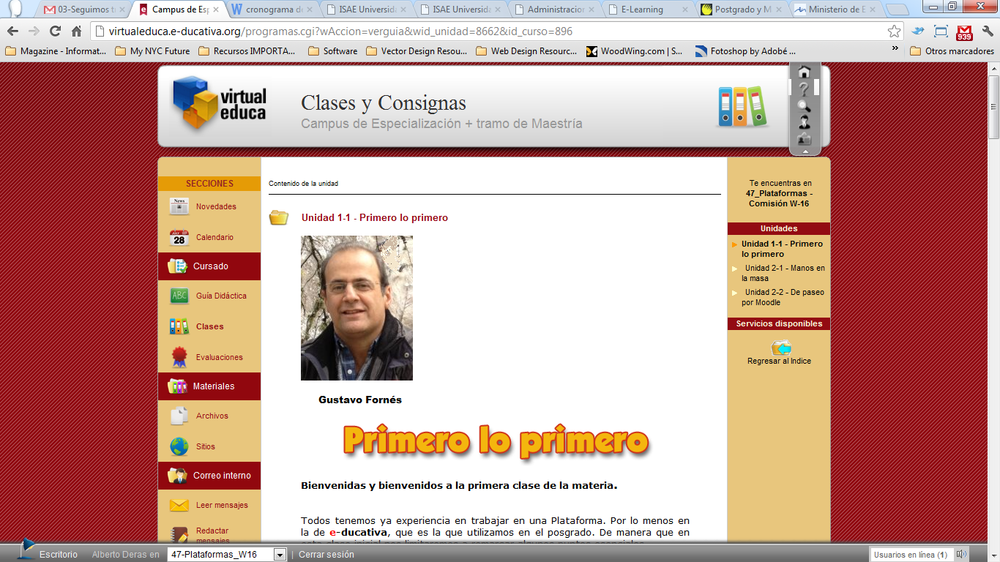 03-Seguimos t
Campus de Esp
cronograma d
ISAE Universida
ISAE Universida
Administracion
E-Learning
Postgrado y M
Ministerio de E
virtualeduca.e-ducativa.org/programas.cgi?wAccion=verguia&wid_unidad=8662&id_curso=896
939
Magazine - Informat...
My NYC Future
Recursos IMPORTA...
Software
Vector Design Resou...
Web Design Resourc...
WoodWing.com | S...
Fotoshop by Adobé ...
»
Otros marcadores
virtual
educa
Clases y Consignas
Campus de Especialización + tramo de Maestría
SECCIONES
News
Novedades
28
Calendario
Cursado
ABC
Guía Didáctica
Clases
Evaluaciones
Materiales
Archivos
Sitios
Correo interno
Leer mensajes
Redactar
mensajes
Contenido de la unidad
Unidad 1-1 - Primero lo primero
Gustavo Fornés
Primero lo primero
Bienvenidas y bienvenidos a la primera clase de la materia.
Todos tenemos ya experiencia en trabajar en una Plataforma. Por lo menos en
la de e-ducativa, que es la que utilizamos en el posgrado. De manera que en
Te encuentras en
47_Plataformas -
Comisión W-16
Unidades
Unidad 1-1 - Primero
lo primero
Unidad 2-1 - Manos en
la masa
Unidad 2-2 - De paseo
por Moodle
Servicios disponibles
Regresar al Indice
Escritorio
Alberto Deras en
47-Plataformas_W16
| Cerrar sesión
Usuarios en línea (1)